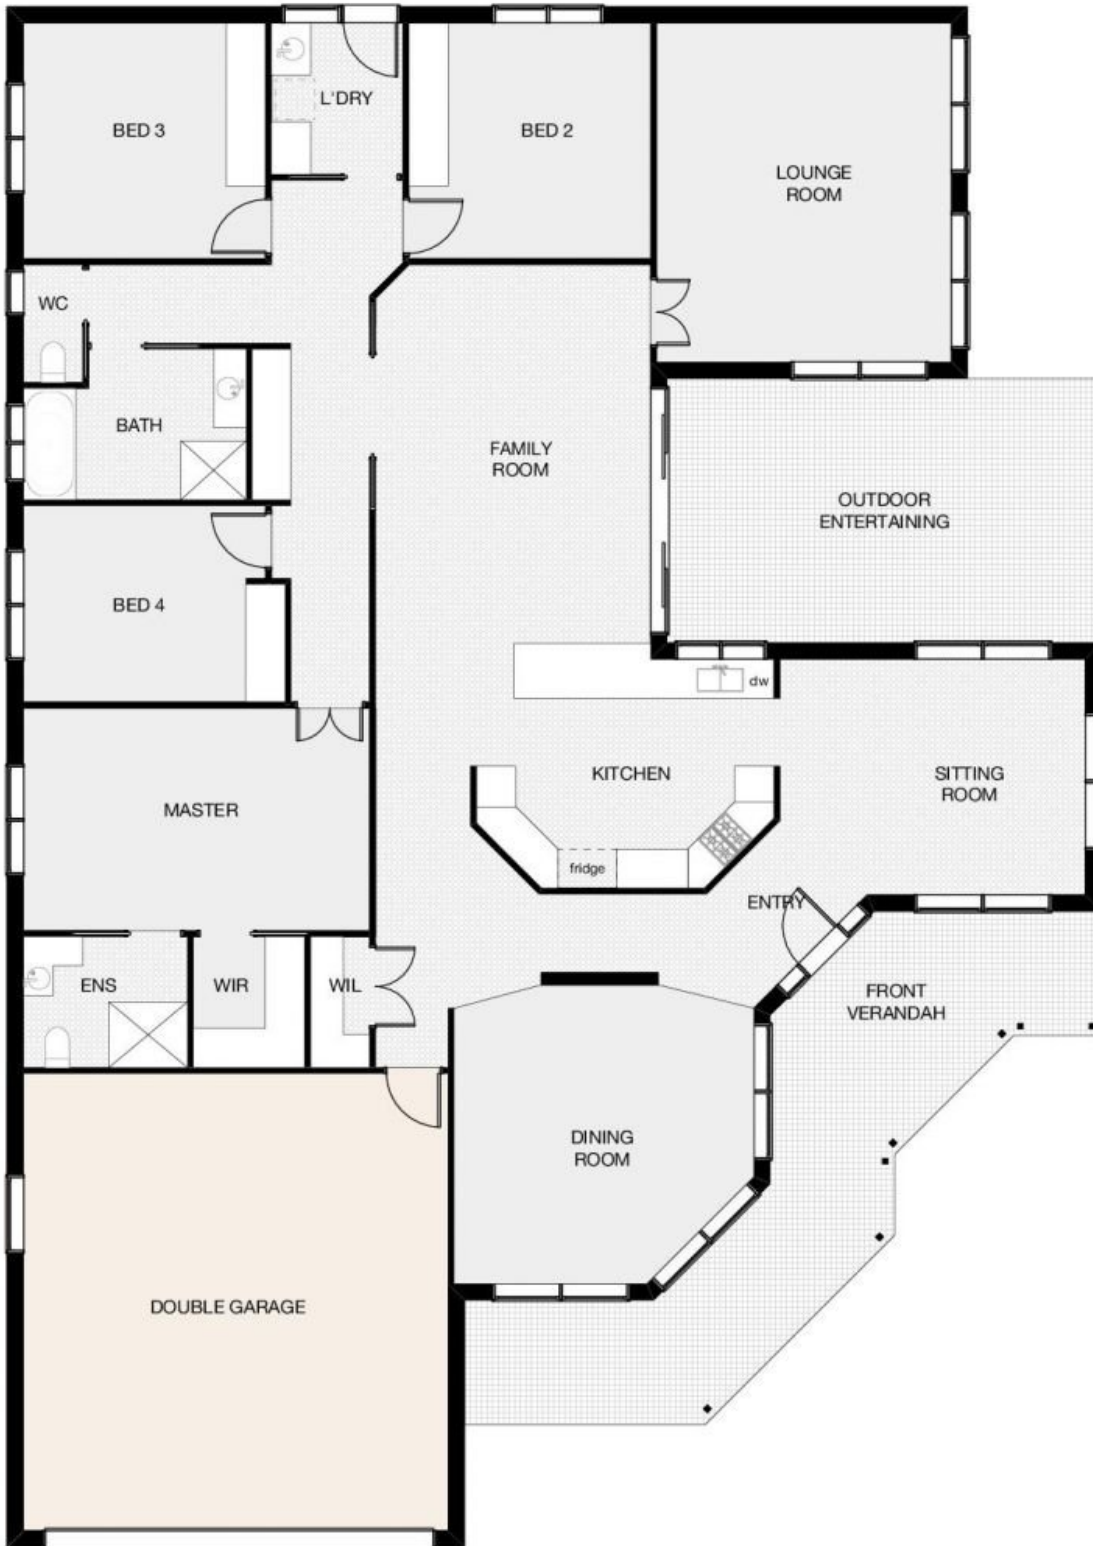 L'DRY
BED 3
BED 2
LOUNGE
ROOM
WC
BATH
FAMILY
ROOM
OUTDOOR
ENTERTAINING
BED 4
dw
MASTER
KITCHEN
SITTING
ROOM
fridge
ENTRY
ENS
WIR
WIL
FRONT
VERANDAH
DINING
ROOM
DOUBLE GARAGE